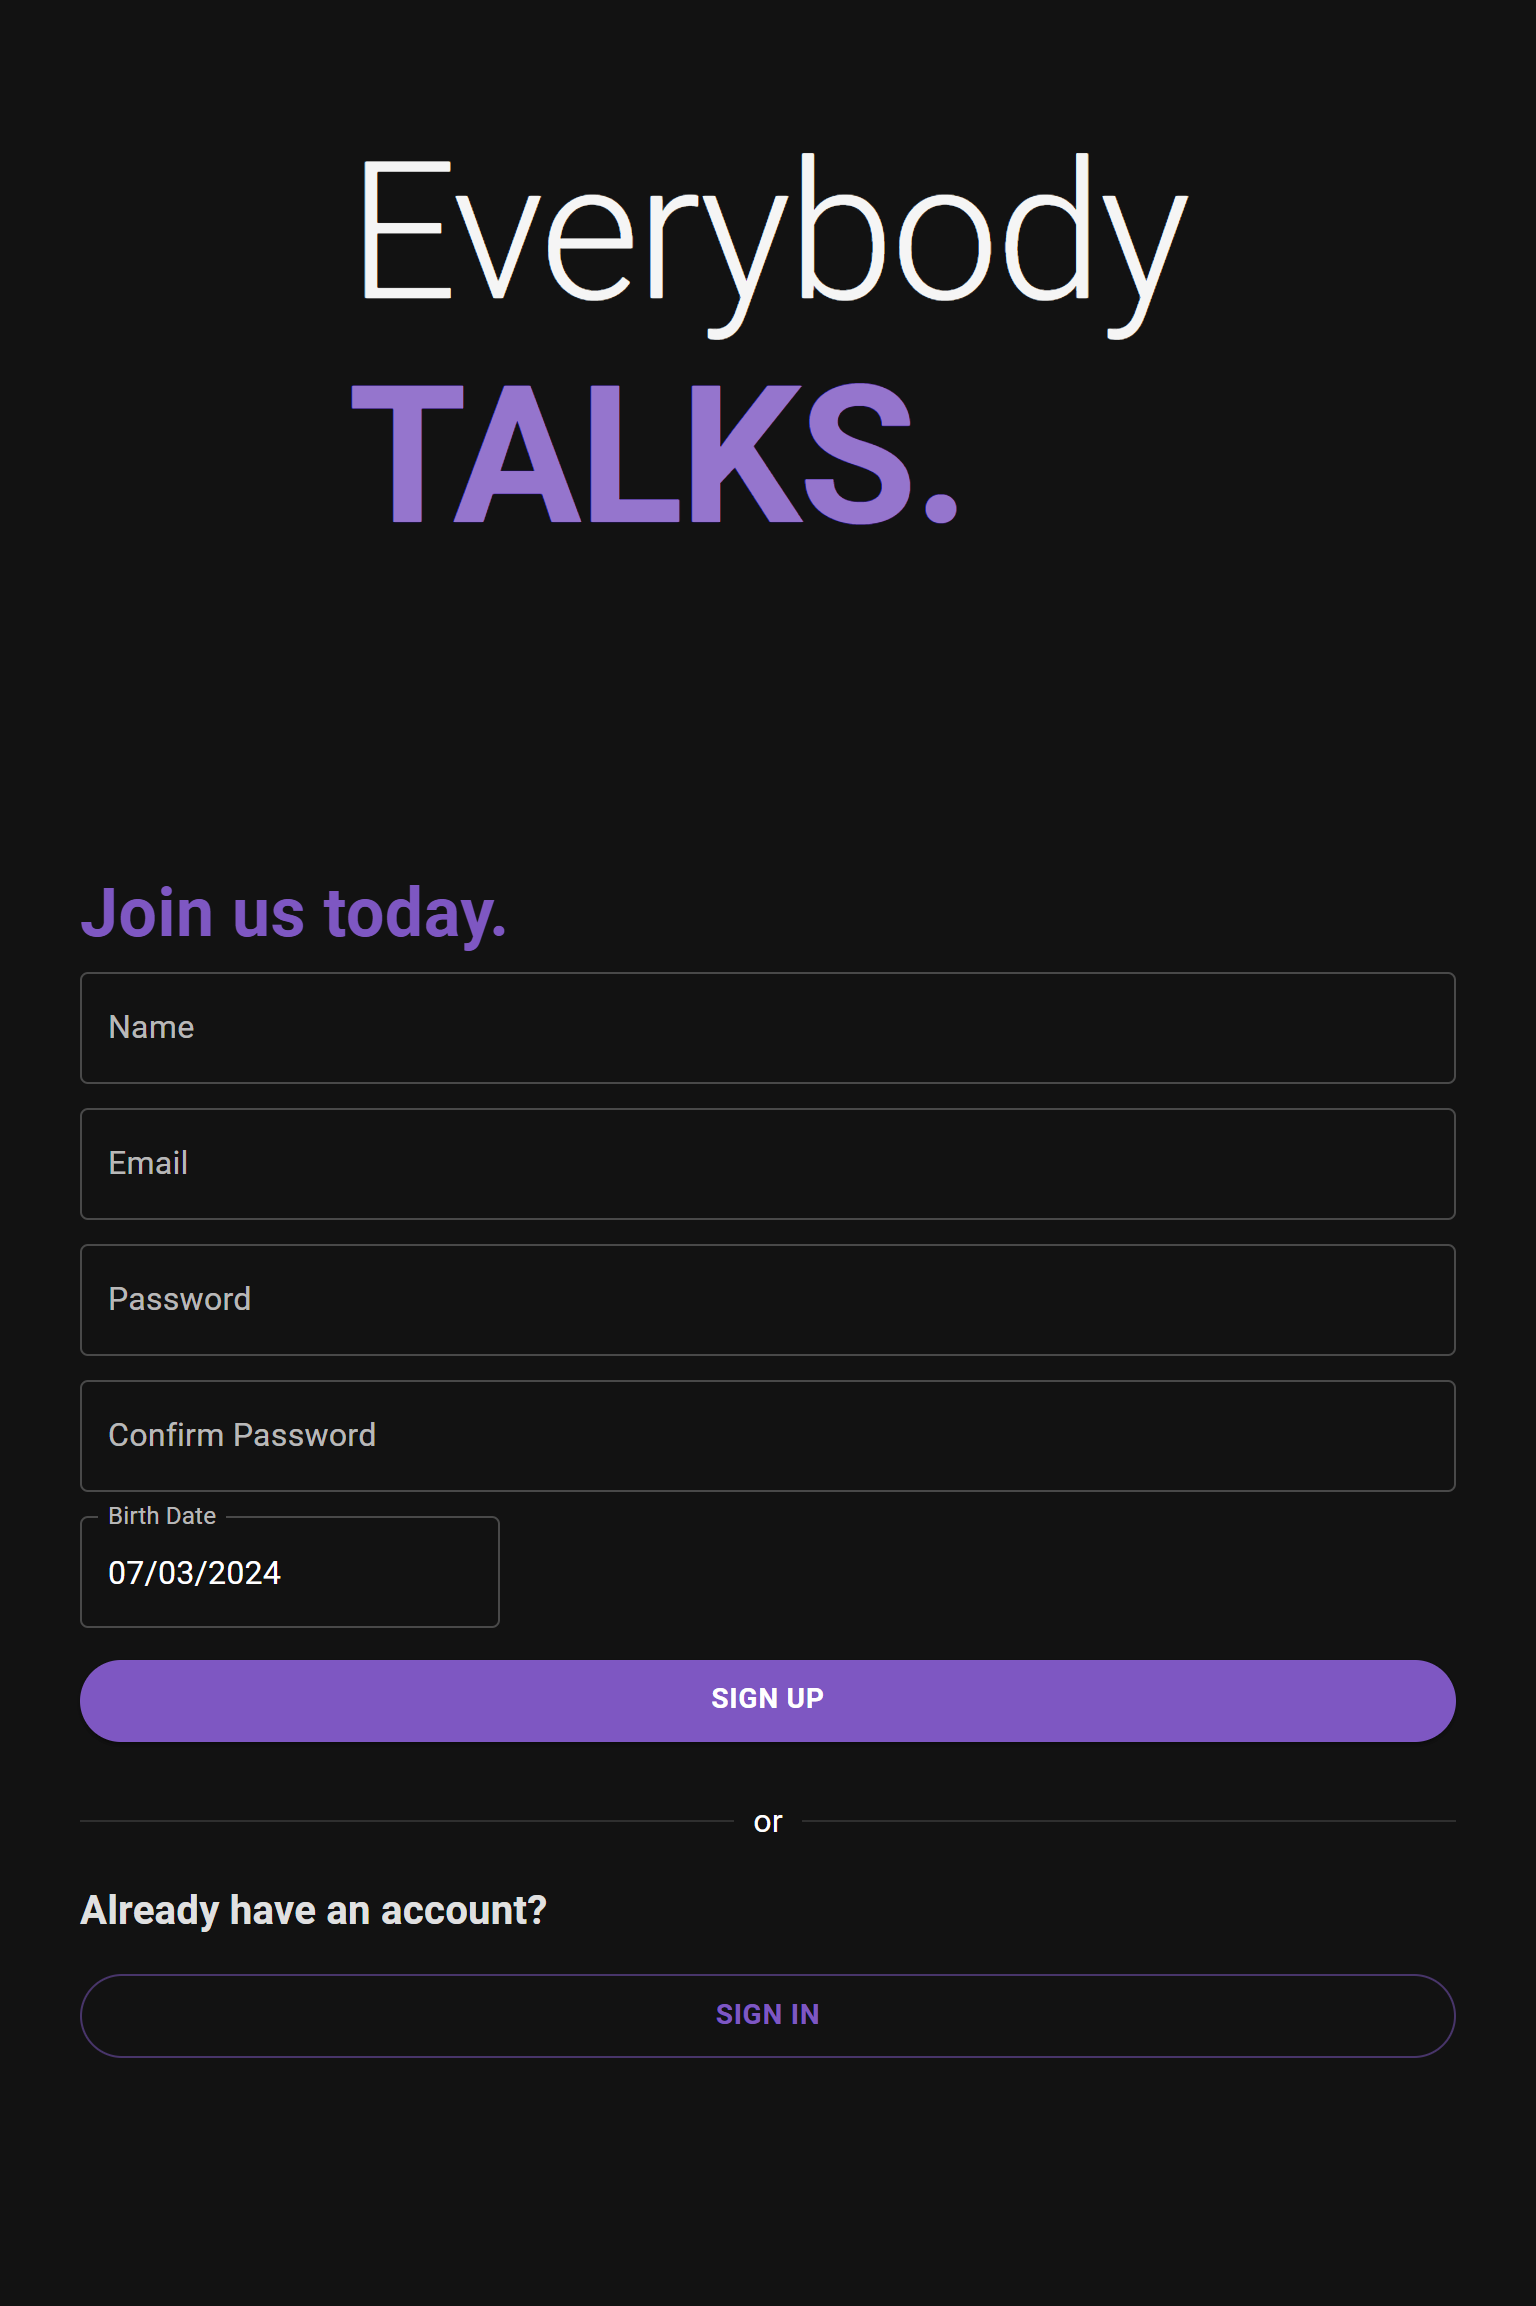 Everybody
TALKS.
Join us today.
Name
Email
Password
Confirm Password
Birth Date
07/03/2024
SIGN UP
or
Already have an account?
SIGN IN